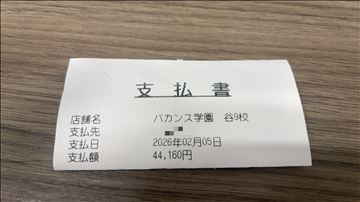 支 払 書
店舗名 バカンス学園 谷9校
支払先
支払日 2026年02月05日
支払額 44,160円